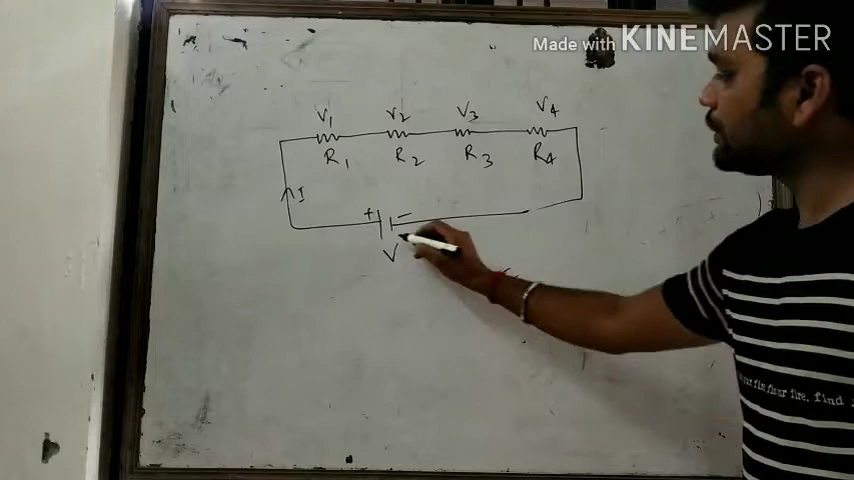 Made with KINEMASTER
V1 V2 V3 V4
R1 R2 R3 R4
I
+ -
V